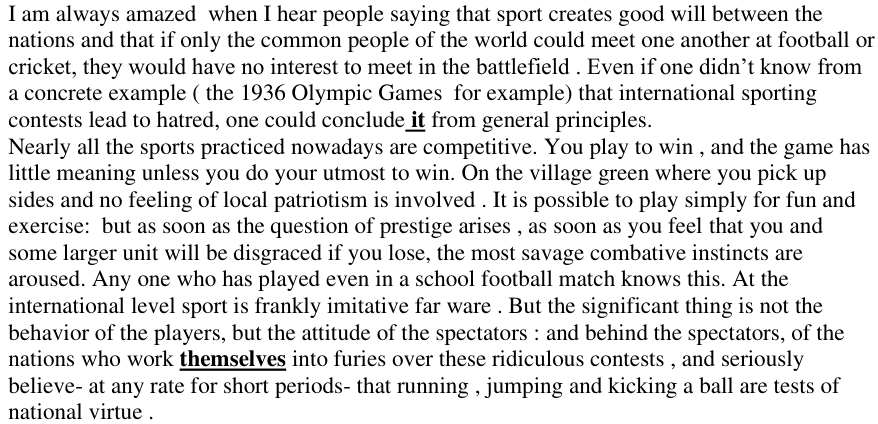 I am always amazed  when I hear people saying that sport creates good will between the
nations and that if only the common people of the world could meet one another at football or
cricket, they would have no interest to meet in the battlefield . Even if one didn’t know from
a concrete example ( the 1936 Olympic Games  for example) that international sporting
contests lead to hatred, one could conclude it from general principles.
Nearly all the sports practiced nowadays are competitive. You play to win , and the game has
little meaning unless you do your utmost to win. On the village green where you pick up
sides and no feeling of local patriotism is involved . It is possible to play simply for fun and
exercise:  but as soon as the question of prestige arises , as soon as you feel that you and
some larger unit will be disgraced if you lose, the most savage combative instincts are
aroused. Any one who has played even in a school football match knows this. At the
international level sport is frankly imitative far ware . But the significant thing is not the
behavior of the players, but the attitude of the spectators : and behind the spectators, of the
nations who work themselves into furies over these ridiculous contests , and seriously
believe- at any rate for short periods- that running , jumping and kicking a ball are tests of
national virtue .